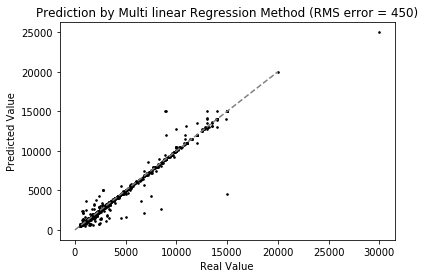 Prediction by Multi linear Regression Method (RMS error = 450)
25000
20000
15000
10000
5000
0
Predicted Value
0 5000 10000 15000 20000 25000 30000
Real Value